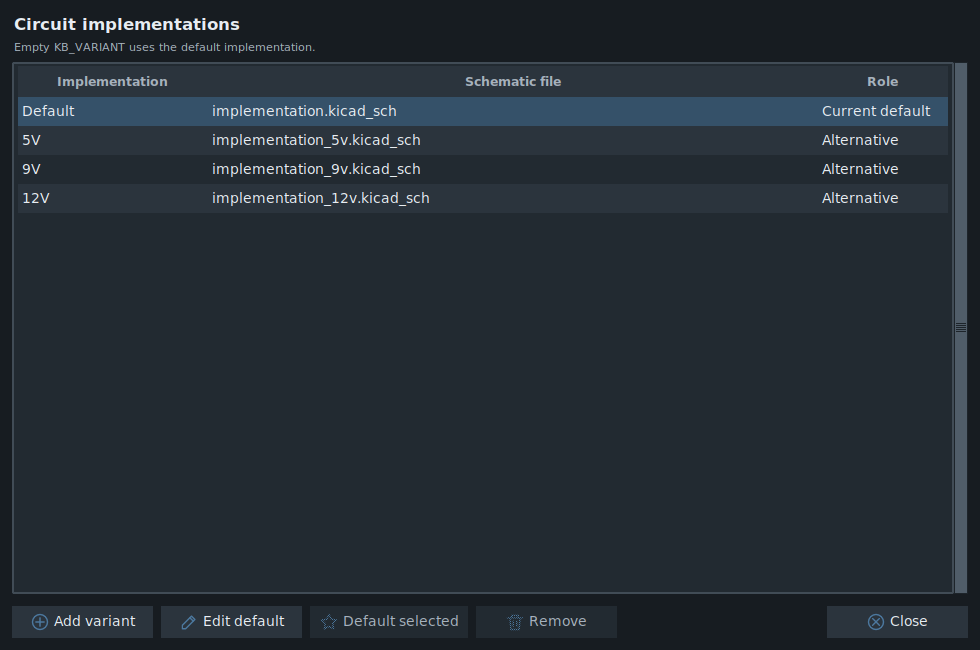 Circuit implementations
Empty KB_VARIANT uses the default implementation.
Implementation Schematic file Role
Default implementation.kicad_sch Current default
5V implementation_5v.kicad_sch Alternative
9V implementation_9v.kicad_sch Alternative
12V implementation_12v.kicad_sch Alternative
Add variant Edit default Default selected Remove Close